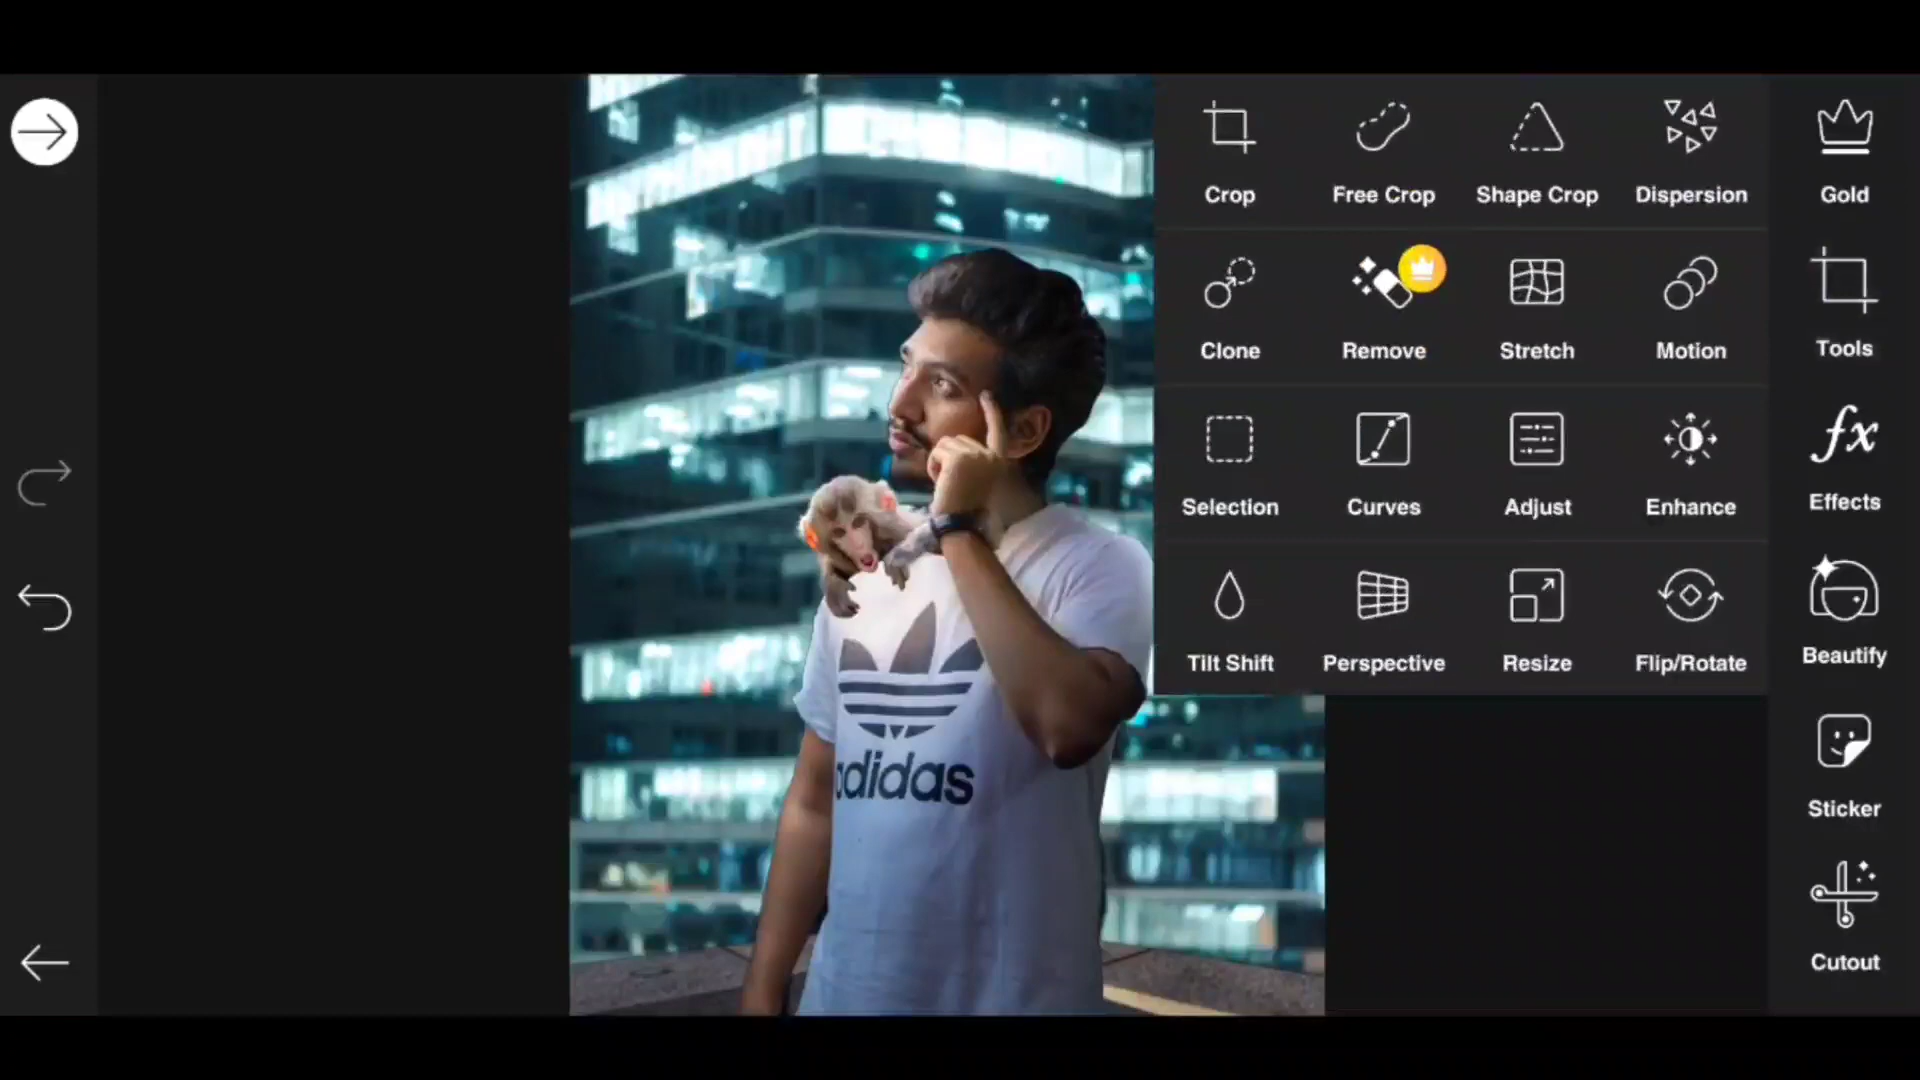 Crop Free Crop Shape Crop Dispersion Gold
Clone Remove Stretch Motion Tools
Selection Curves Adjust Enhance Effects
Tilt Shift Perspective Resize Flip/Rotate Beautify
adidas
Sticker
Cutout
fx